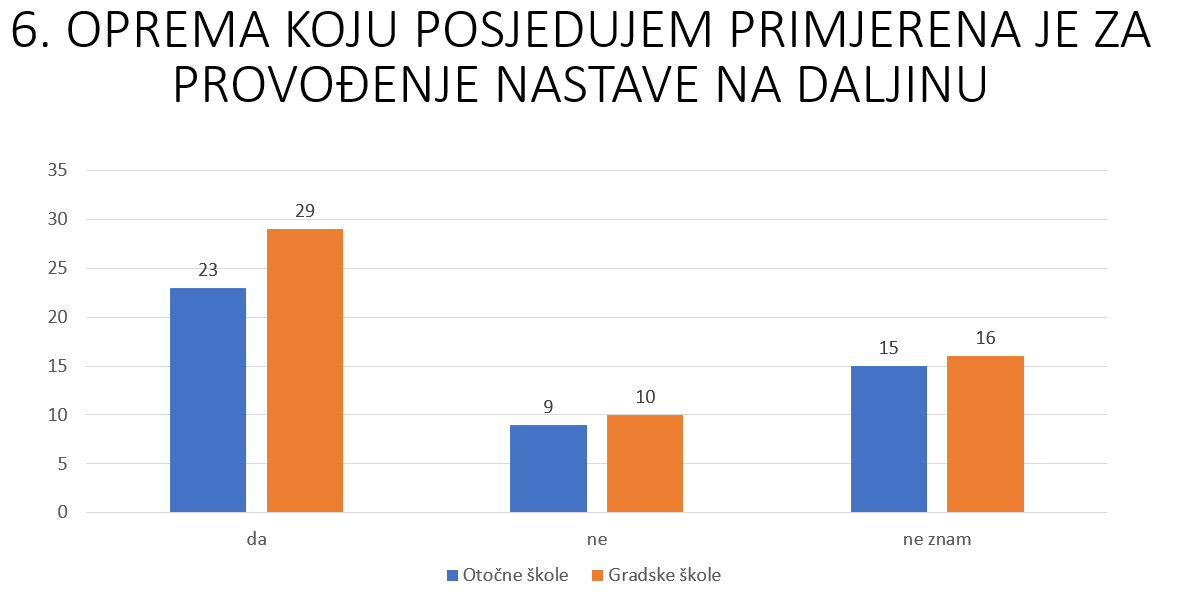 6. OPREMA KOJU POSJEDUJEM PRIMJERENA JE ZA
PROVOĐENJE NASTAVE NA DALJINU
35
30
25
20
15
10
5
0
23
29
9
10
15
16
da
ne
ne znam
Otočne škole
Gradske škole